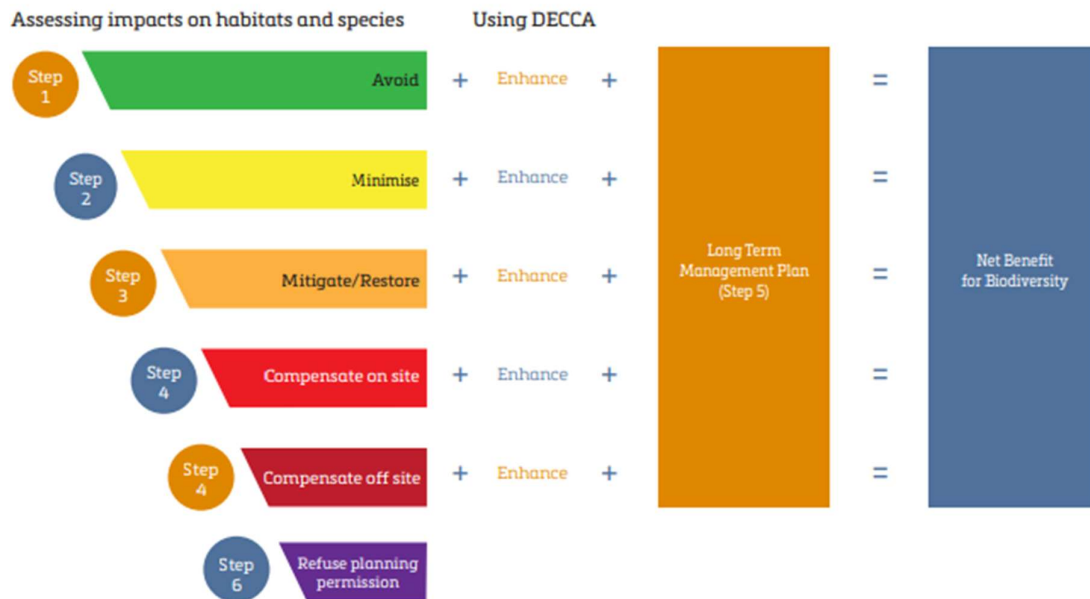 Assessing impacts on habitats and species
Using DECCA
Step
1
Avoid
+ Enhance + =
Step
2
Minimise
+ Enhance + =
Step
3
Mitigate/Restore
+ Enhance + =
Long Term
Management Plan
(Step 5)
Net Benefit
for Biodiversity
Step
4
Compensate on site
+ Enhance + =
Step
4
Compensate off site
+ Enhance + =
Step
6
Refuse planning
permission